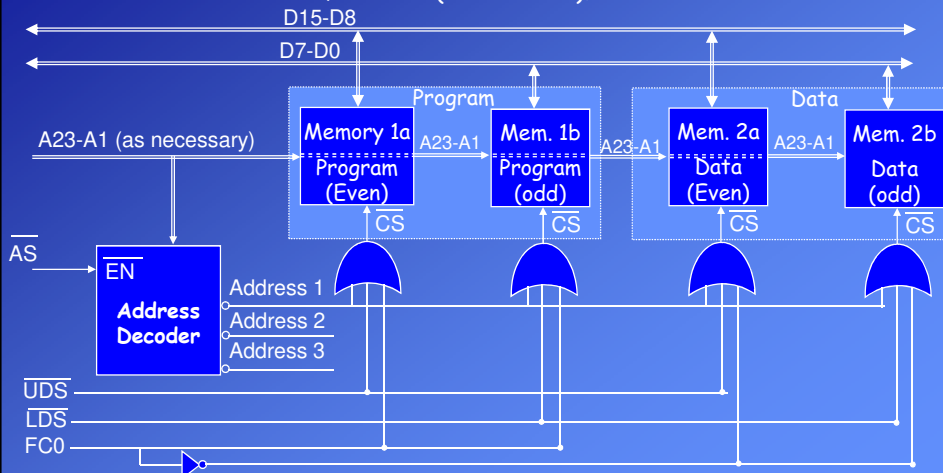 D15-D8
D7-D0
Program
Data
A23-A1 (as necessary)
Memory 1a
Program
(Even)
A23-A1
Mem. 1b
Program
(odd)
A23-A1
Mem. 2a
Data
(Even)
A23-A1
Mem. 2b
Data
(odd)
CS
CS
CS
CS
AS
EN
Address
Decoder
Address 1
Address 2
Address 3
UDS
LDS
FC0